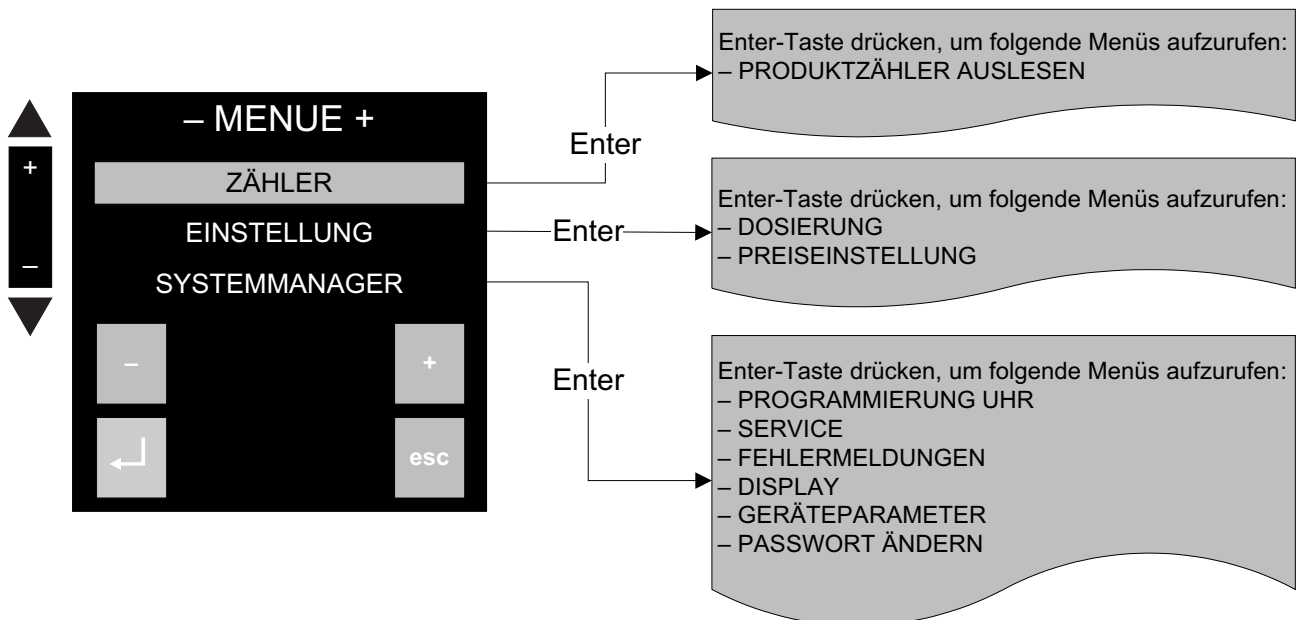 – MENUE +
ZÄHLER
EINSTELLUNG
SYSTEMMANAGER
+
–
–
+
esc
Enter
Enter
Enter
Enter-Taste drücken, um folgende Menüs aufzurufen:
– PRODUKTZÄHLER AUSLESEN
Enter-Taste drücken, um folgende Menüs aufzurufen:
– DOSIERUNG
– PREISEINSTELLUNG
Enter-Taste drücken, um folgende Menüs aufzurufen:
– PROGRAMMIERUNG UHR
– SERVICE
– FEHLERMELDUNGEN
– DISPLAY
– GERÄTEPARAMETER
– PASSWORT ÄNDERN